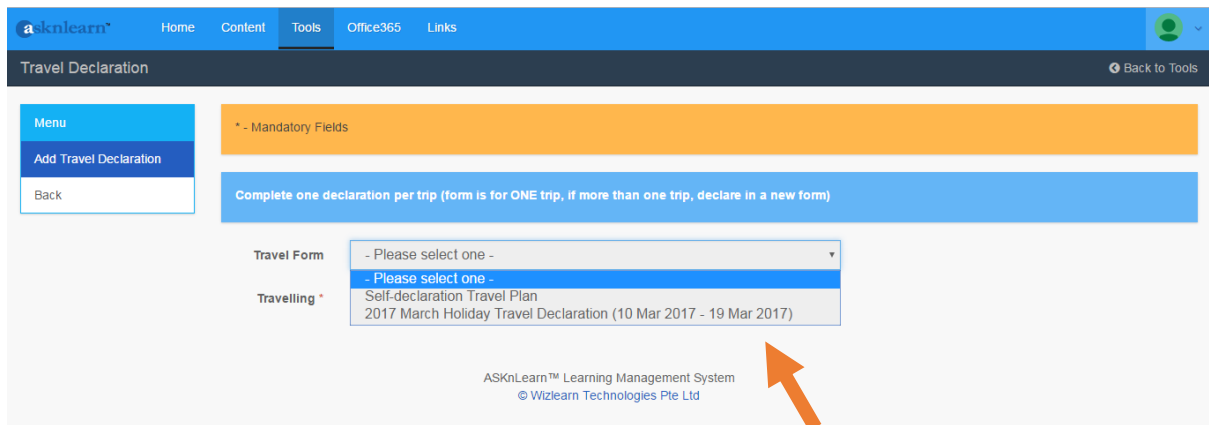 asknlearn™ Home Content Tools Office365 Links
Travel Declaration Back to Tools
Menu
Add Travel Declaration
Back
* - Mandatory Fields
Complete one declaration per trip (form is for ONE trip, if more than one trip, declare in a new form)
Travel Form - Please select one -
- Please select one -
Travelling * Self-declaration Travel Plan
2017 March Holiday Travel Declaration (10 Mar 2017 - 19 Mar 2017)
ASKnLearn™ Learning Management System
© Wizlearn Technologies Pte Ltd